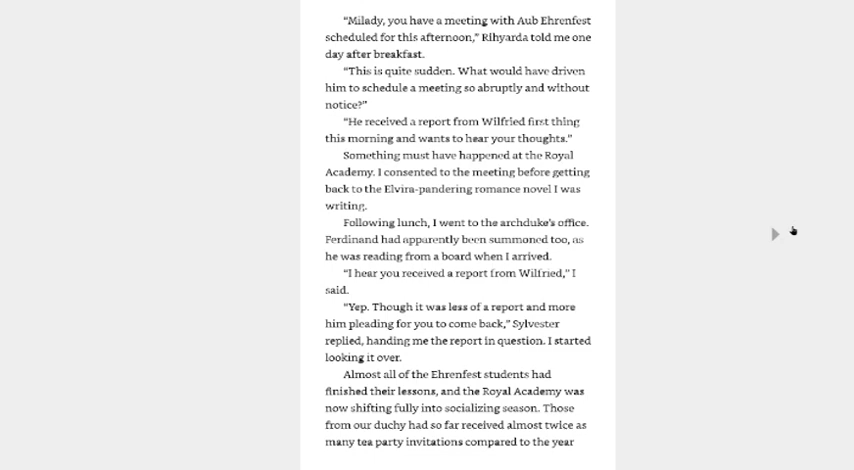 “Milady, you have a meeting with Aub Ehrenfest
scheduled for this afternoon,” Rihyarda told me one
day after breakfast.
“This is quite sudden. What would have driven
him to schedule a meeting so abruptly and without
notice?”
“He received a report from Wilfried first thing
this morning and wants to hear your thoughts.”
Something must have happened at the Royal
Academy. I consented to the meeting before getting
back to the Elvira-pandering romance novel I was
writing.
Following lunch, I went to the archduke’s office.
Ferdinand had apparently been summoned too, as
he was reading from a board when I arrived.
“I hear you received a report from Wilfried,” I
said.
“Yep. Though it was less of a report and more
him pleading for you to come back,” Sylvester
replied, handing me the report in question. I started
looking it over.
Almost all of the Ehrenfest students had
finished their lessons, and the Royal Academy was
now shifting fully into socializing season. Those
from our duchy had so far received almost twice as
many tea party invitations compared to the year